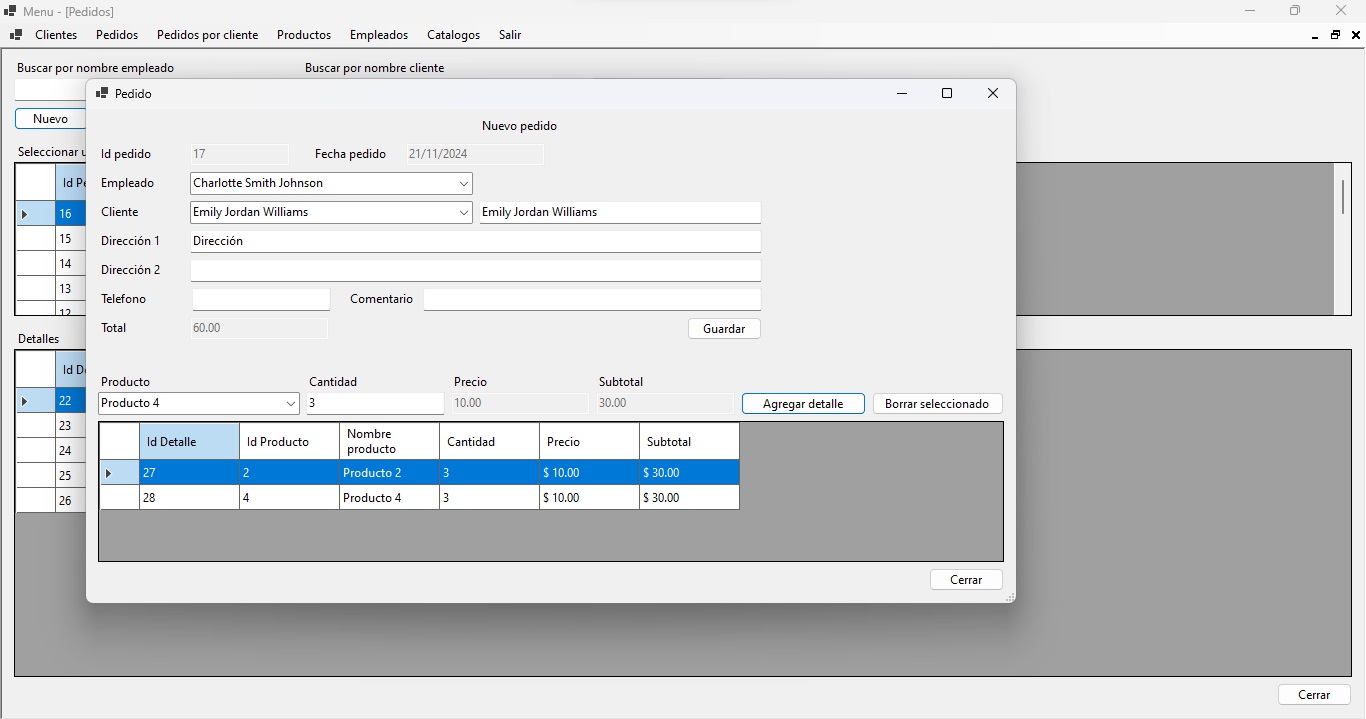 Menu - [Pedidos]
Clientes Pedidos Pedidos por cliente Productos Empleados Catalogos Salir
Buscar por nombre empleado Buscar por nombre cliente
Nuevo
Seleccionar
Id
16
15
14
13
12
Detalles
Id
22
23
24
25
26
Pedido
Nuevo pedido
Id pedido 17 Fecha pedido 21/11/2024
Empleado Charlotte Smith Johnson
Cliente Emily Jordan Williams Emily Jordan Williams
Dirección 1 Dirección
Dirección 2
Telefono Comentario
Total 60.00 Guardar
Producto Cantidad Precio Subtotal
Producto 4 3 10.00 30.00 Agregar detalle Borrar seleccionado
Id Detalle Id Producto Nombre producto Cantidad Precio Subtotal
27 2 Producto 2 3 $ 10.00 $ 30.00
28 4 Producto 4 3 $ 10.00 $ 30.00
Cerrar
Cerrar